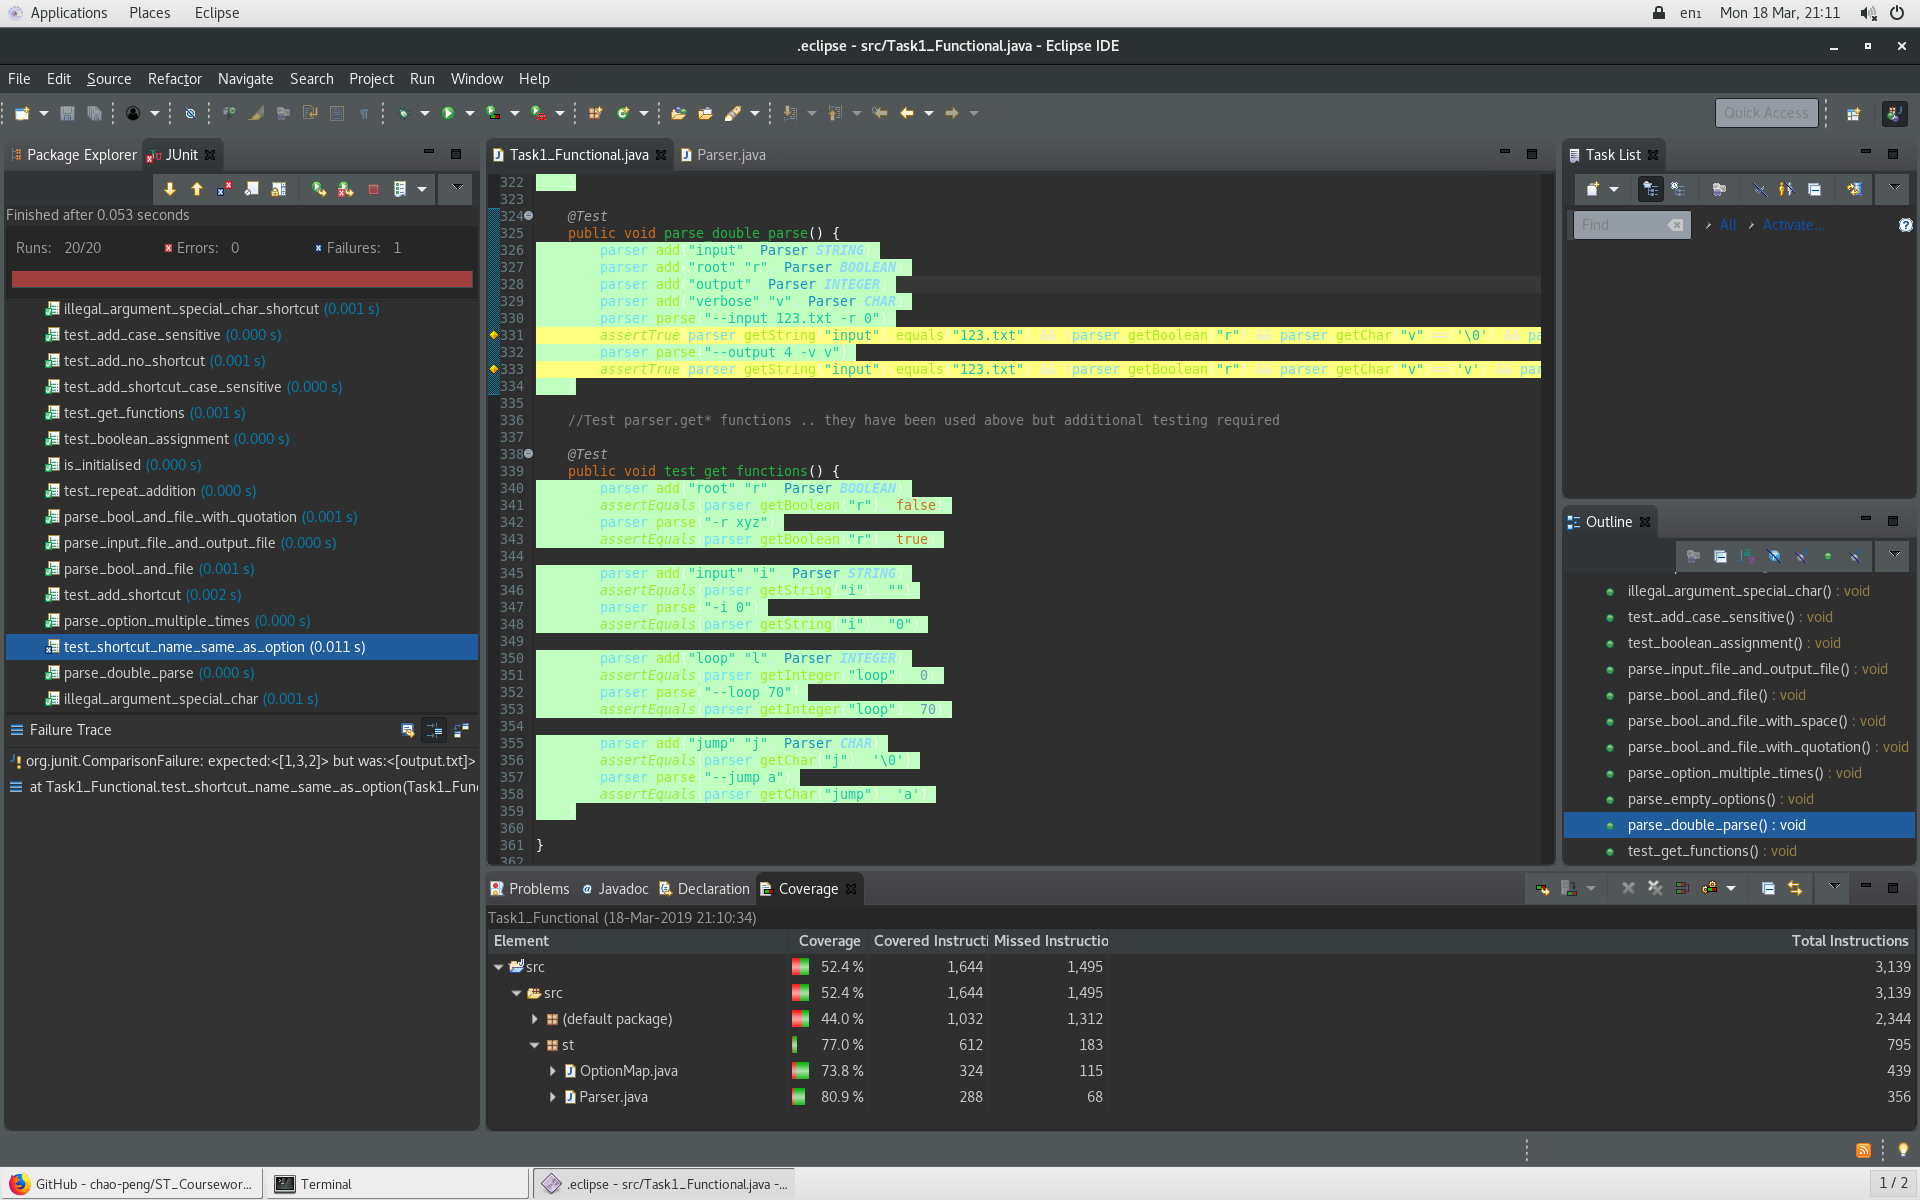 Applications Places Eclipse en₁ Mon 18 Mar, 21:11
.eclipse - src/Task1_Functional.java - Eclipse IDE
File Edit Source Refactor Navigate Search Project Run Window Help
Quick Access
Package Explorer JUnit
Finished after 0.053 seconds
Runs: 20/20 Errors: 0 Failures: 1
illegal_argument_special_char_shortcut (0.001 s)
test_add_case_sensitive (0.000 s)
test_add_no_shortcut (0.001 s)
test_add_shortcut_case_sensitive (0.000 s)
test_get_functions (0.001 s)
test_boolean_assignment (0.000 s)
is_initialised (0.000 s)
test_repeat_addition (0.000 s)
parse_bool_and_file_with_quotation (0.001 s)
parse_input_file_and_output_file (0.000 s)
parse_bool_and_file (0.001 s)
test_add_shortcut (0.002 s)
parse_option_multiple_times (0.000 s)
test_shortcut_name_same_as_option (0.011 s)
parse_double_parse (0.000 s)
illegal_argument_special_char (0.001 s)
Failure Trace
org.junit.ComparisonFailure: expected:<[1,3,2]> but was:<[output.txt]>
at Task1_Functional.test_shortcut_name_same_as_option(Task1_Fun
Task1_Functional.java Parser.java
322 }
323
324 @Test
325 public void parse_double_parse() {
326 parser add("input" Parser STRING)
327 parser add("root" "r" Parser BOOLEAN)
328 parser add("output" Parser INTEGER)
329 parser add("verbose" "v" Parser CHAR)
330 parser parse("--input 123.txt -r 0")
331 assertTrue(parser getString("input") equals("123.txt") && !parser getBoolean("r") && parser getChar("v") == '\0' && pa
332 parser parse("--output 4 -v v")
333 assertTrue(parser getString("input") equals("123.txt") && !parser getBoolean("r") && parser getChar("v") == 'v' && par
334 }
335
336 //Test parser.get* functions .. they have been used above but additional testing required
337
338 @Test
339 public void test_get_functions() {
340 parser add("root" "r" Parser BOOLEAN)
341 assertEquals(parser getBoolean("r") false)
342 parser parse("-r xyz")
343 assertEquals(parser getBoolean("r") true)
344
345 parser add("input" "i" Parser STRING)
346 assertEquals(parser getString("i") "")
347 parser parse("-i 0")
348 assertEquals(parser getString("i") "0")
349
350 parser add("loop" "l" Parser INTEGER)
351 assertEquals(parser getInteger("loop") 0)
352 parser parse("--loop 70")
353 assertEquals(parser getInteger("loop") 70)
354
355 parser add("jump" "j" Parser CHAR)
356 assertEquals(parser getChar("j") '\0')
357 parser parse("--jump a")
358 assertEquals(parser getChar("jump") 'a')
359 }
360
361 }
362
Task List
Find All Activate...
Outline
illegal_argument_special_char() : void
test_add_case_sensitive() : void
test_boolean_assignment() : void
parse_input_file_and_output_file() : void
parse_bool_and_file() : void
parse_bool_and_file_with_space() : void
parse_bool_and_file_with_quotation() : void
parse_option_multiple_times() : void
parse_empty_options() : void
parse_double_parse() : void
test_get_functions() : void
Problems Javadoc Declaration Coverage
Task1_Functional (18-Mar-2019 21:10:34)
Element Coverage Covered Instructi Missed Instructio Total Instructions
src 52.4 % 1,644 1,495 3,139
src 52.4 % 1,644 1,495 3,139
(default package) 44.0 % 1,032 1,312 2,344
st 77.0 % 612 183 795
OptionMap.java 73.8 % 324 115 439
Parser.java 80.9 % 288 68 356
GitHub - chao-peng/ST_Coursewor... Terminal .eclipse - src/Task1_Functional.java -... 1 / 2